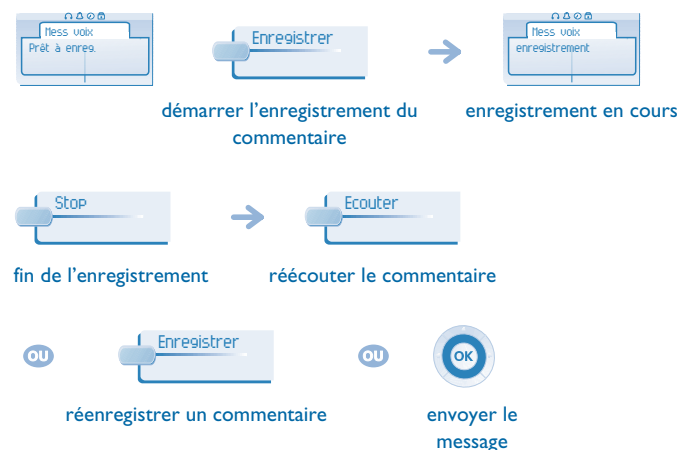 Mess voix
Prêt à enreg.
Enregistrer
Mess voix
enregistrement
démarrer l'enregistrement du
commentaire
enregistrement en cours
Stop
Ecouter
fin de l'enregistrement
réécouter le commentaire
OU
Enregistrer
OU
OK
réenregistrer un commentaire
envoyer le
message